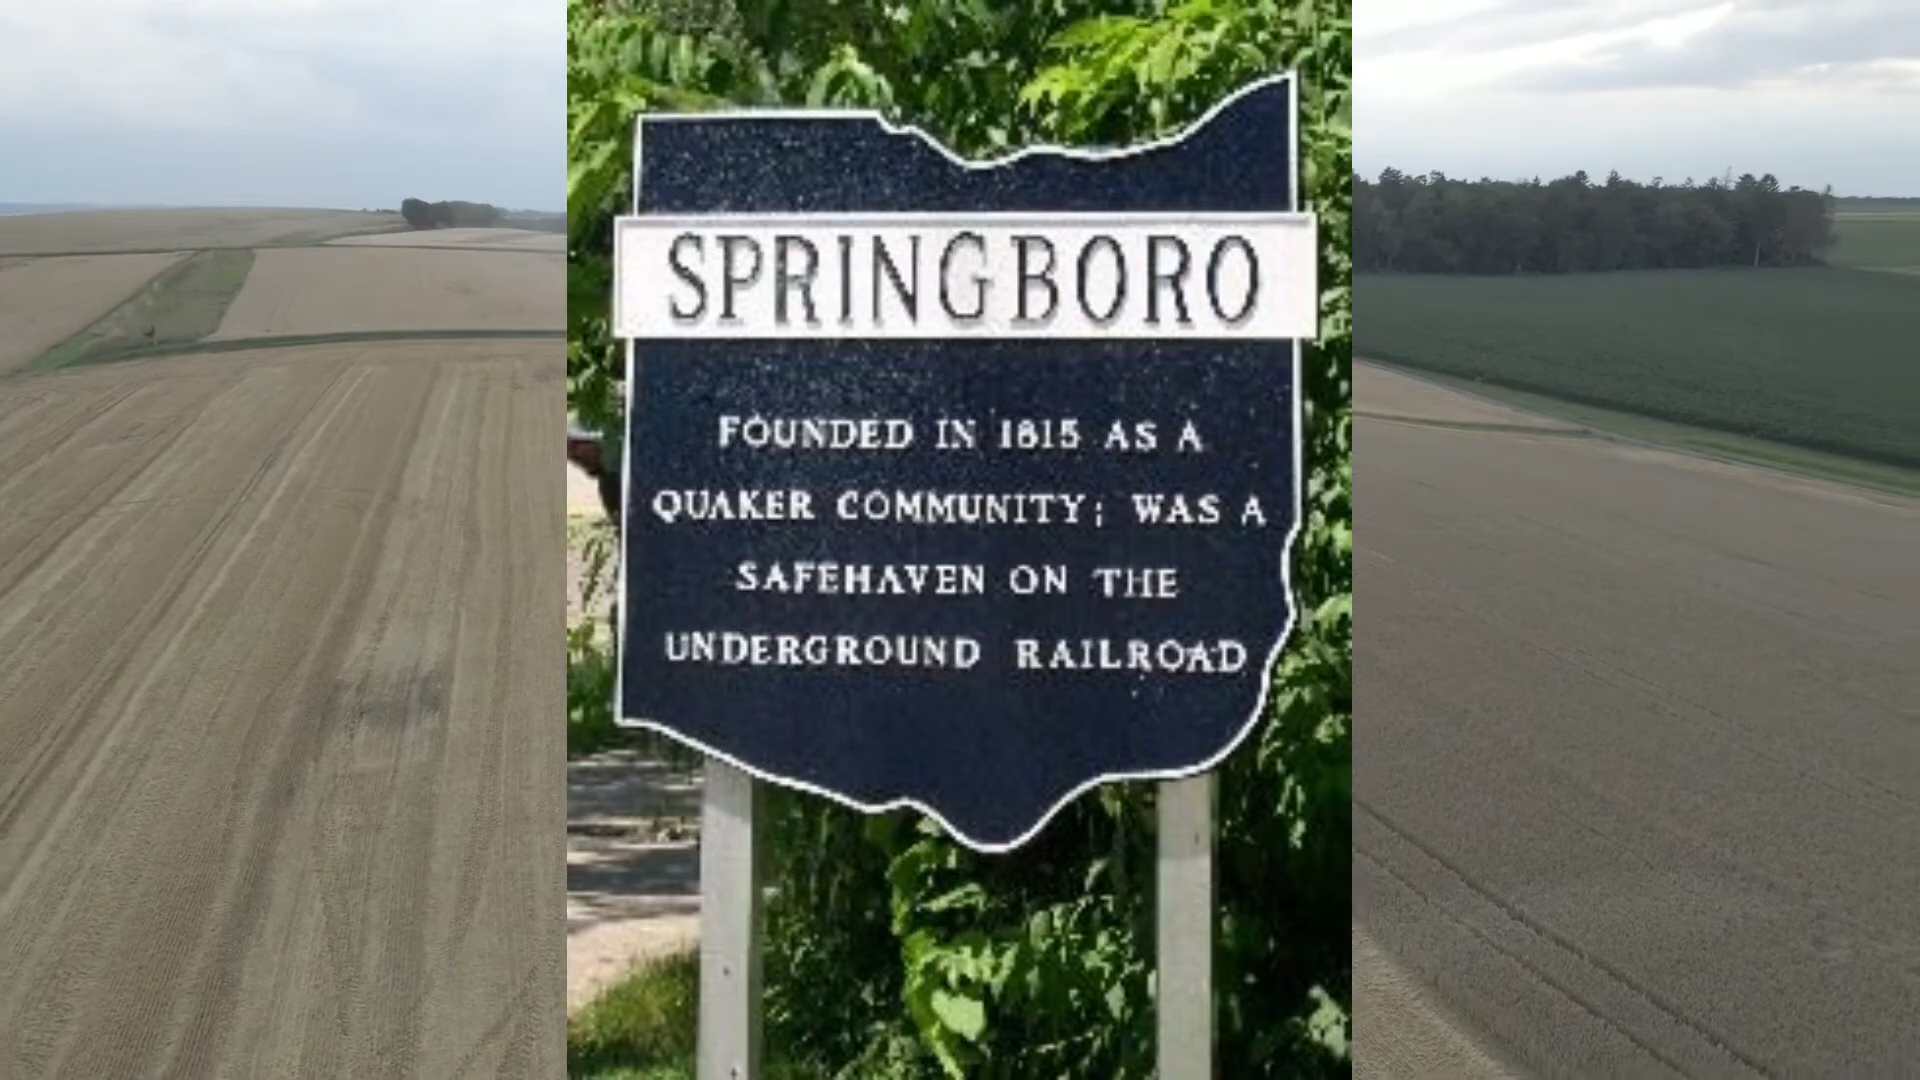 SPRINGBORO
FOUNDED IN 1815 AS A
QUAKER COMMUNITY; WAS A
SAFEHAVEN ON THE
UNDERGROUND RAILROAD